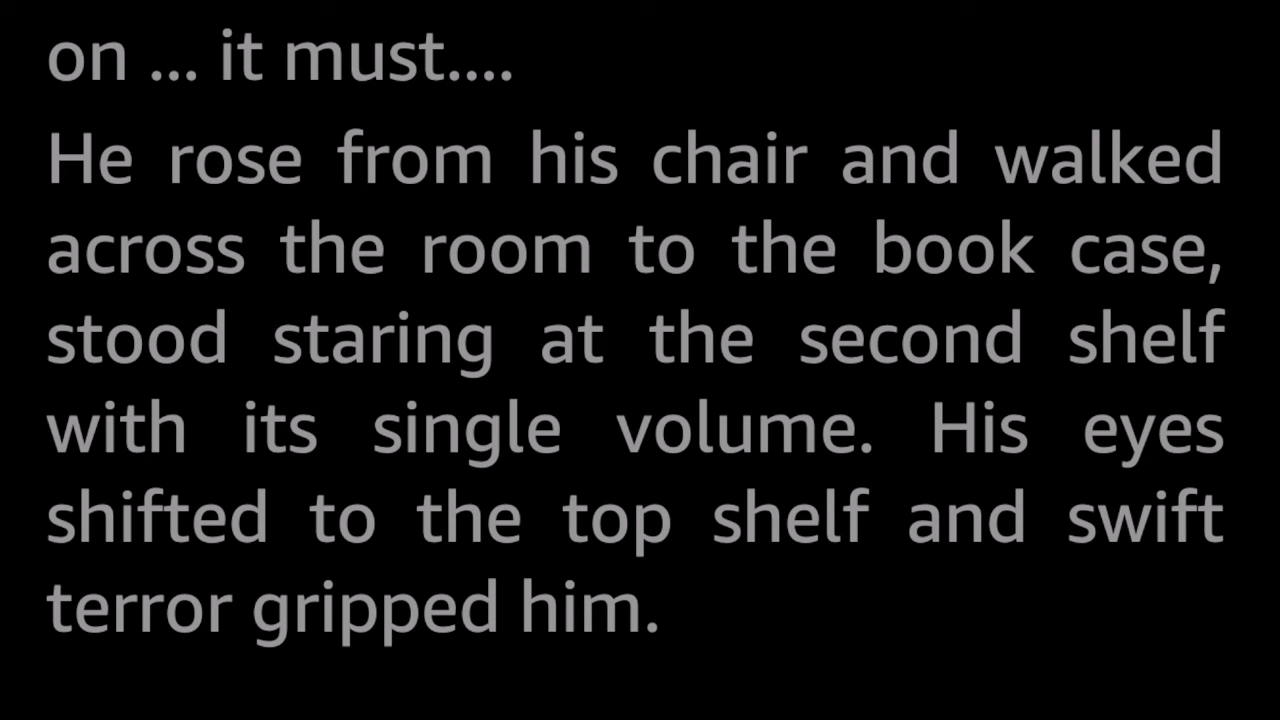 on ... it must....
He rose from his chair and walked
across the room to the book case,
stood staring at the second shelf
with its single volume. His eyes
shifted to the top shelf and swift
terror gripped him.